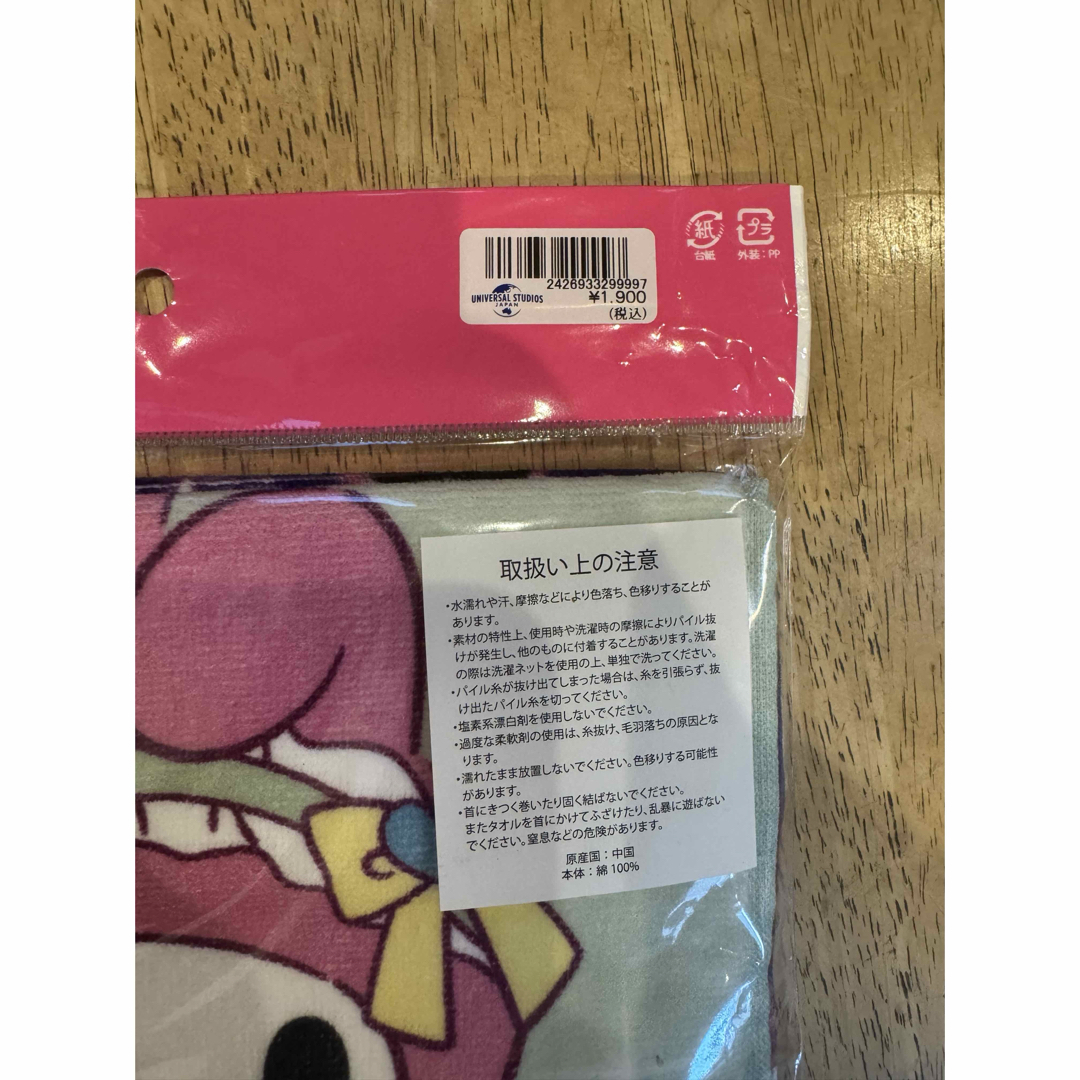 紙
台紙
プラ
外装：PP
2426933299997
UNIVERSAL STUDIOS
JAPAN
¥1.900
(税込)
取扱い上の注意
・水濡れや汗、摩擦などにより色落ち、色移りすることが
あります。
・素材の特性上、使用時や洗濯時の摩擦によりパイル抜
けが発生し、他のものに付着することがあります。洗濯
の際は洗濯ネットを使用の上、単独で洗ってください。
・パイル糸が抜け出てしまった場合は、糸を引張らず、抜
け出たパイル糸を切ってください。
・塩素系漂白剤を使用しないでください。
・過度な柔軟剤の使用は、糸抜け、毛羽落ちの原因とな
ります。
・濡れたまま放置しないでください。色移りする可能性
があります。
・首にきつく巻いたり固く結ばないでください。
またタオルを首にかけてふざけたり、乱暴に遊ばない
でください。窒息などの危険があります。
原産国：中国
本体：綿 100%